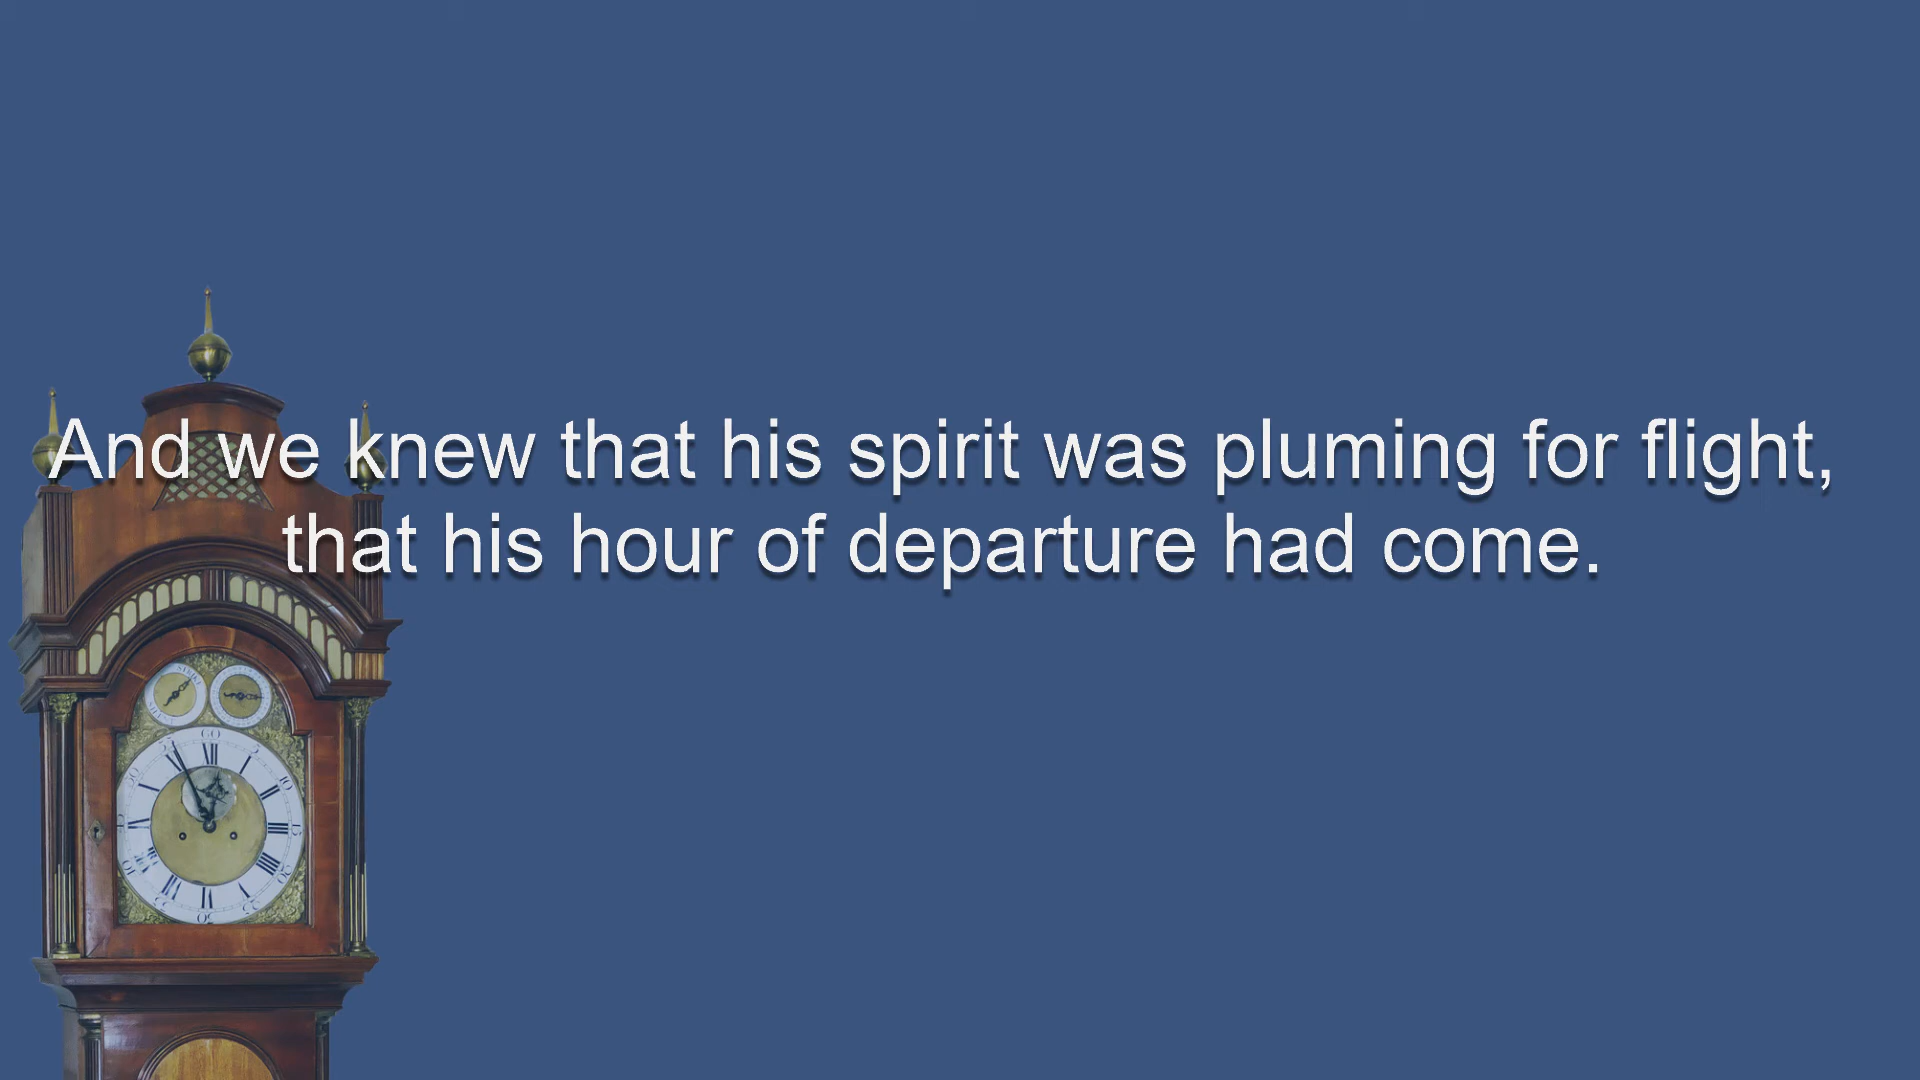 And we knew that his spirit was pluming for flight,
that his hour of departure had come.